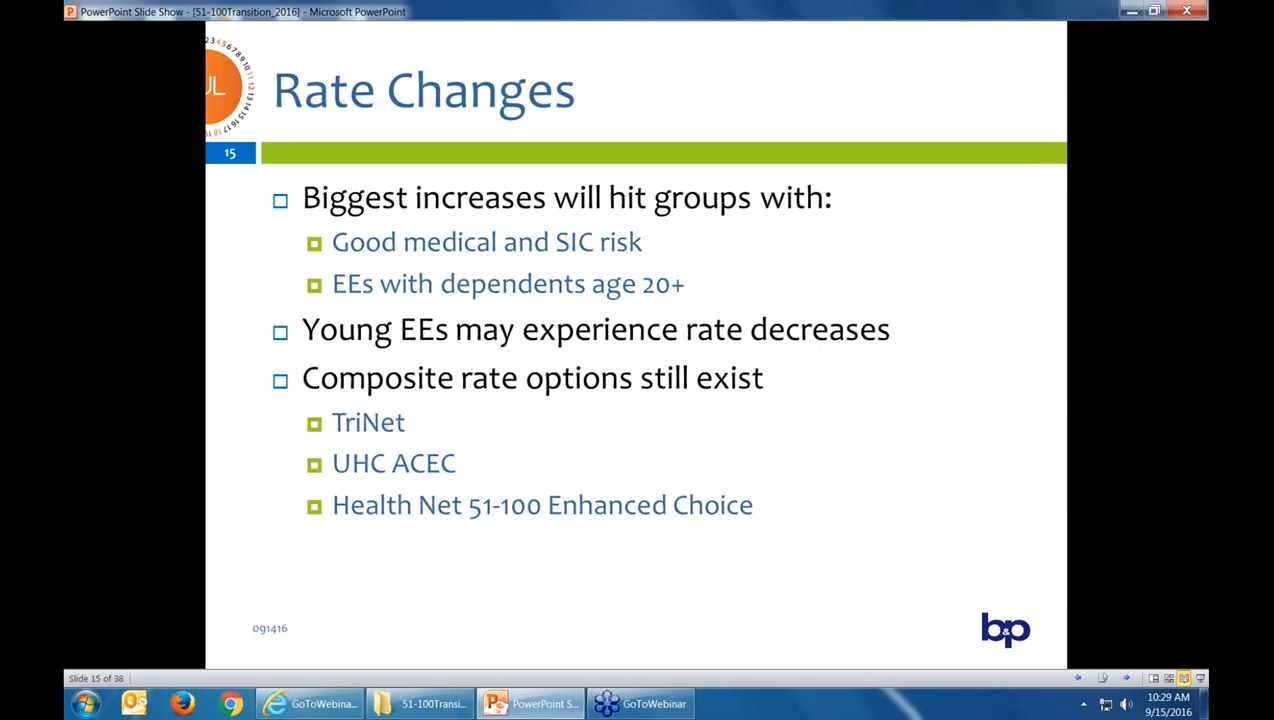 PowerPoint Slide Show - [51-100Transition_2016] - Microsoft PowerPoint
UL
Rate Changes
15
Biggest increases will hit groups with:
Good medical and SIC risk
EEs with dependents age 20+
Young EEs may experience rate decreases
Composite rate options still exist
TriNet
UHC ACEC
Health Net 51-100 Enhanced Choice
091416
b&p
Slide 15 of 38
GoToWebina...
51-100Transi...
PowerPoint S...
GoToWebinar
10:29 AM
9/15/2016